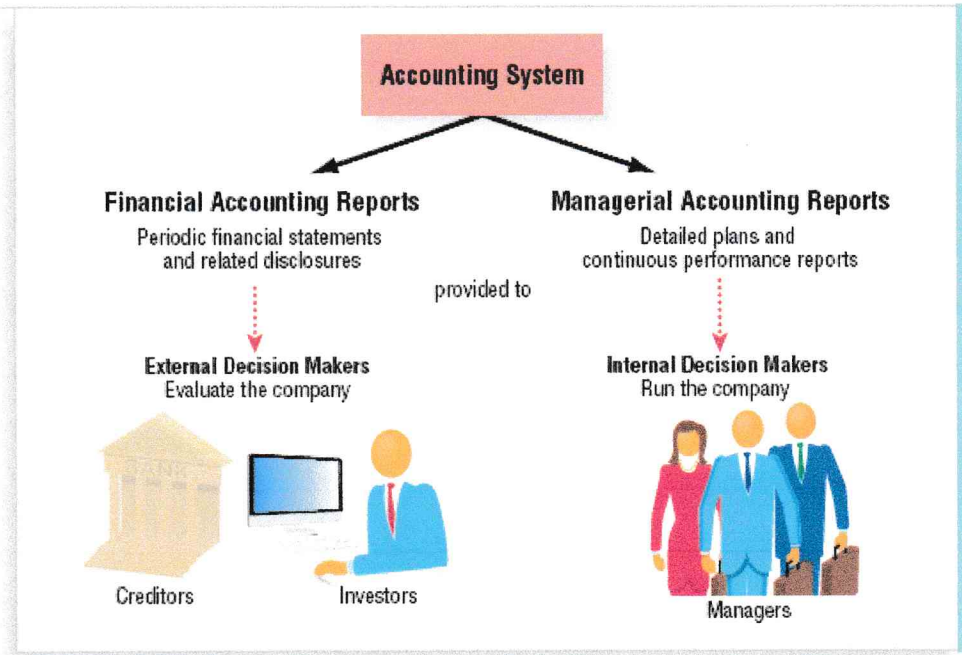 Accounting System
Financial Accounting Reports
Periodic financial statements
and related disclosures
Managerial Accounting Reports
Detailed plans and
continuous performance reports
provided to
External Decision Makers
Evaluate the company
Internal Decision Makers
Run the company
BANK
Creditors
Investors
Managers